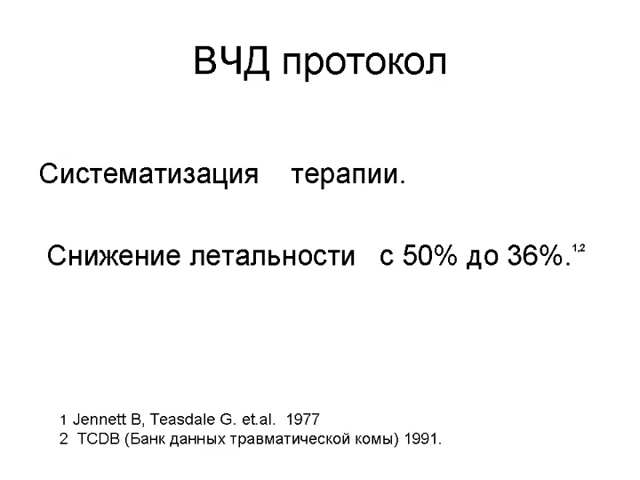 ВЧД протокол
Систематизация терапии.
Снижение летальности с 50% до 36%.1,2
1 Jennett B, Teasdale G. et.al. 1977
2 TCDB (Банк данных травматической комы) 1991.